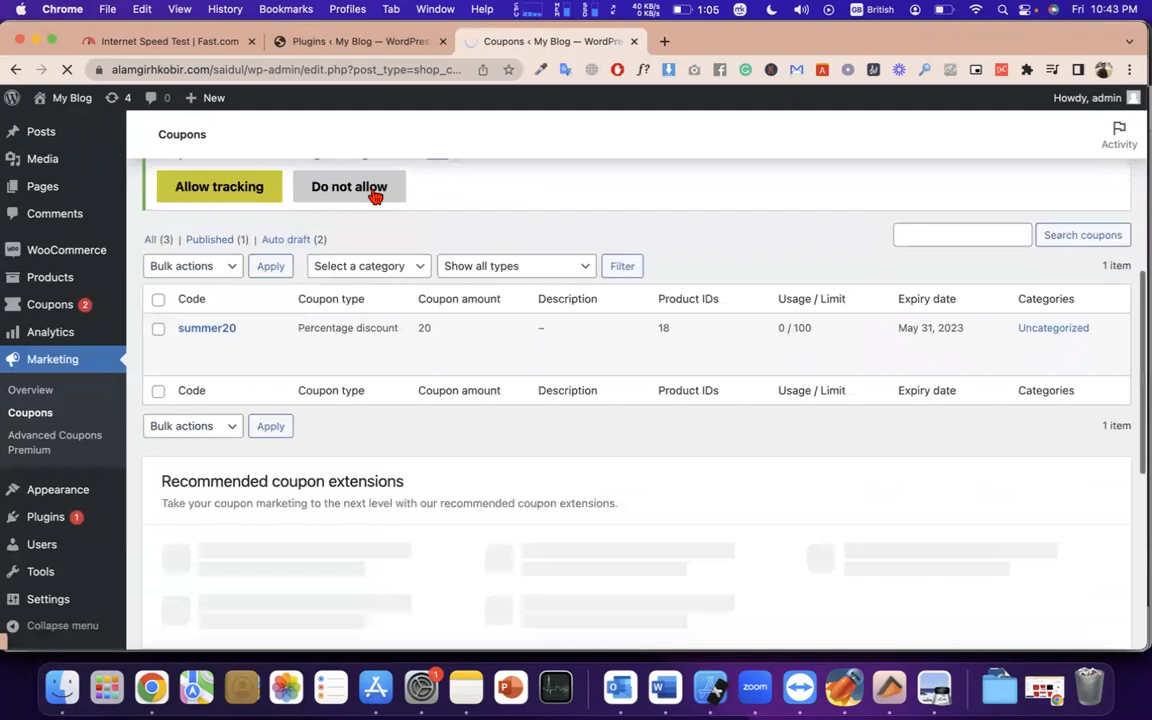 Chrome File Edit View History Bookmarks Profiles Tab Window Help 40 KB/s 0 KB/s 1:05 British Fri 10:43 PM
Internet Speed Test | Fast.com Plugins ‹ My Blog — WordPress Coupons ‹ My Blog — WordPre
alamgirhkobir.com/saidul/wp-admin/edit.php?post_type=shop_c...
My Blog 4 0 New Howdy, admin
Posts
Media
Pages
Comments
WooCommerce
Products
Coupons 2
Analytics
Marketing
Overview
Coupons
Advanced Coupons
Premium
Appearance
Plugins 1
Users
Tools
Settings
Collapse menu
Coupons
Activity
Allow tracking Do not allow
All (3) | Published (1) | Auto draft (2) Search coupons
Bulk actions Apply Select a category Show all types Filter 1 item
Code Coupon type Coupon amount Description Product IDs Usage / Limit Expiry date Categories
summer20 Percentage discount 20 – 18 0 / 100 May 31, 2023 Uncategorized
Code Coupon type Coupon amount Description Product IDs Usage / Limit Expiry date Categories
Bulk actions Apply 1 item
Recommended coupon extensions
Take your coupon marketing to the next level with our recommended coupon extensions.
zoom
1